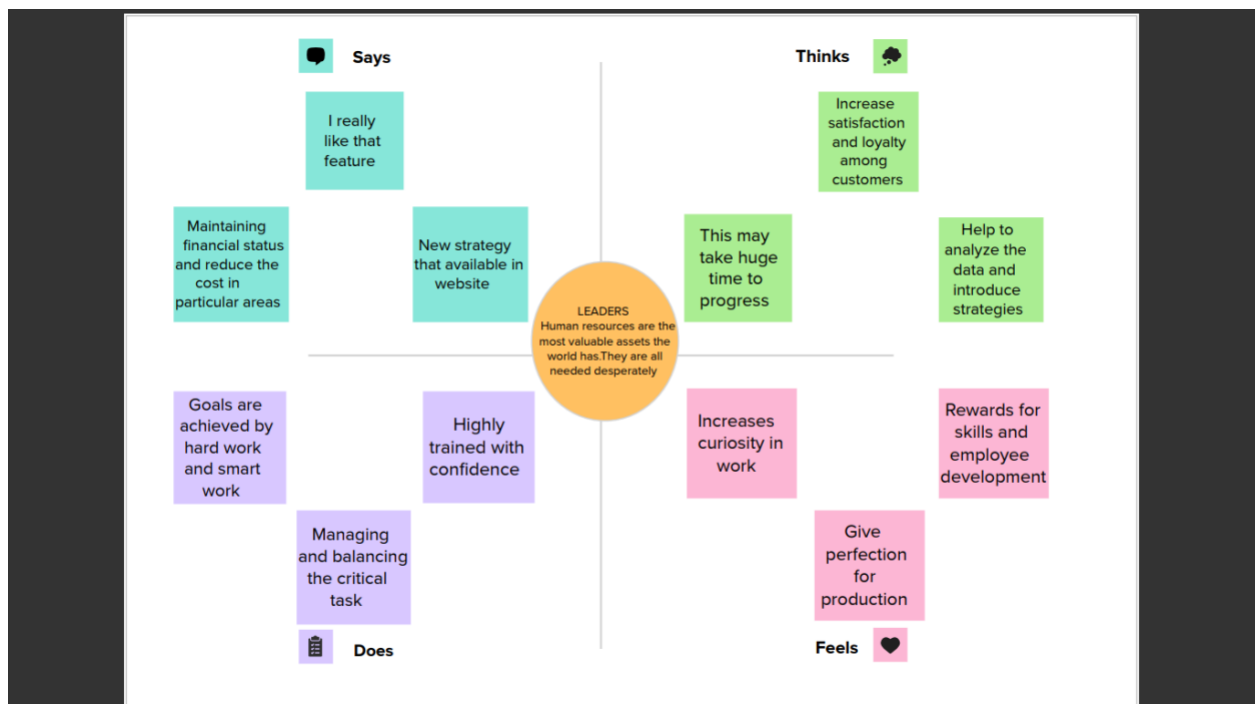 Says
I really
like that
feature
Maintaining
financial status
and reduce the
cost in
particular areas
New strategy
that available in
website
Thinks
Increase
satisfaction
and loyalty
among
customers
This may
take huge
time to
progress
Help to
analyze the
data and
introduce
strategies
LEADERS
Human resources are the
most valuable assets the
world has.They are all
needed desperately
Goals are
achieved by
hard work
and smart
work
Highly
trained with
confidence
Managing
and balancing
the critical
task
Does
Increases
curiosity in
work
Rewards for
skills and
employee
development
Give
perfection
for
production
Feels